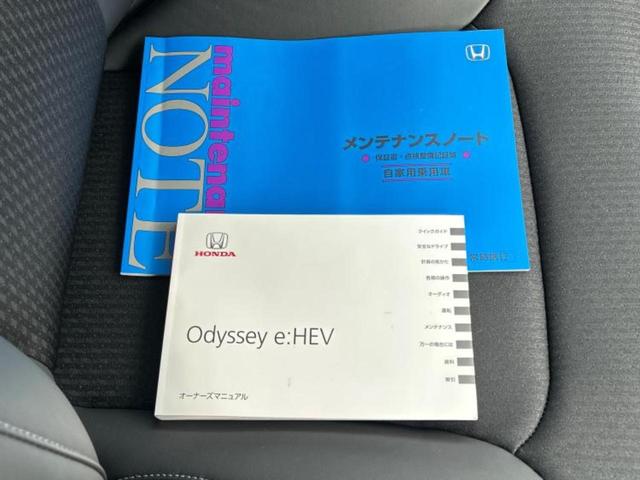 maintenan
NOTE
メンテナンスノート
保証書・点検整備記録簿
自家用乗用車
HONDA
Odyssey e:HEV
オーナーズマニュアル
クイックガイド
安全なドライブ
計器の見かた
各部の操作
オーディオ
運転
メンテナンス
万一の場合には
資料
索引